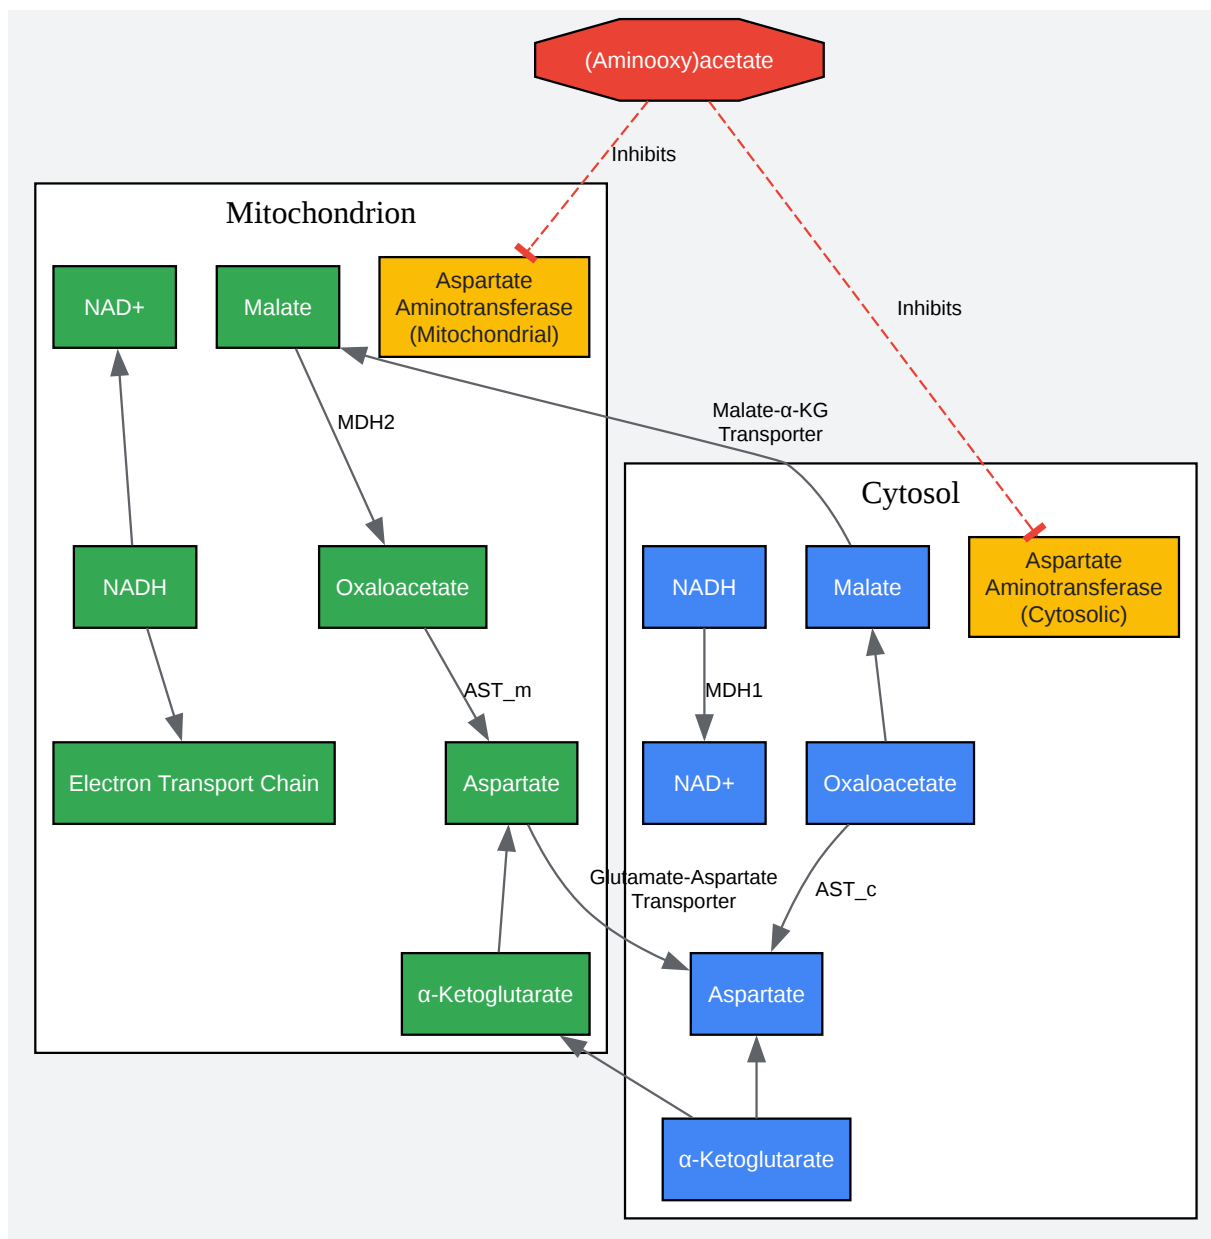 (Aminooxy)acetate
Inhibits
Mitochondrion
NAD+
Malate
Aspartate
Aminotransferase
(Mitochondrial)
Inhibits
MDH2
Malate-α-KG
Transporter
Cytosol
NADH
Oxaloacetate
NADH
Malate
Aspartate
Aminotransferase
(Cytosolic)
AST_m
MDH1
Electron Transport Chain
Aspartate
NAD+
Oxaloacetate
Glutamate-Aspartate
Transporter
AST_c
α-Ketoglutarate
Aspartate
α-Ketoglutarate